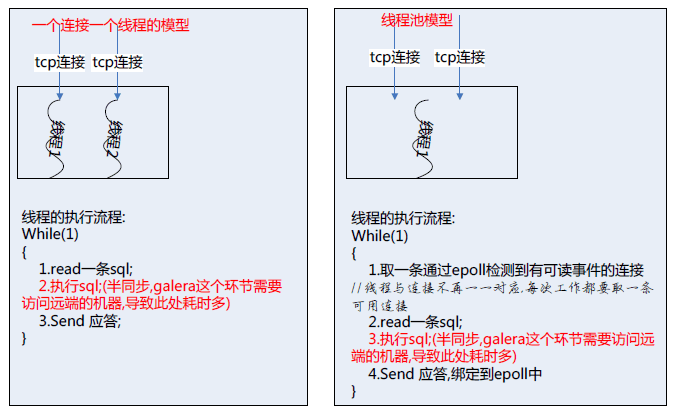 一个连接一个线程的模型
tcp连接 tcp连接
线程1 线程2
线程的执行流程:
While(1)
{
1.read一条sql;
2.执行sql;(半同步,galera这个环节需要
访问远端的机器,导致此处耗时多)
3.Send 应答;
}
线程池模型
tcp连接 tcp连接
线程1
线程的执行流程:
While(1)
{
1.取一条通过epoll检测到有可读事件的连接
//线程与连接不再一一对应,每次工作都要取一条
可用连接
2.read一条sql;
3.执行sql;(半同步,galera这个环节需要访问远
端的机器,导致此处耗时多)
4.Send 应答,绑定到epoll中
}